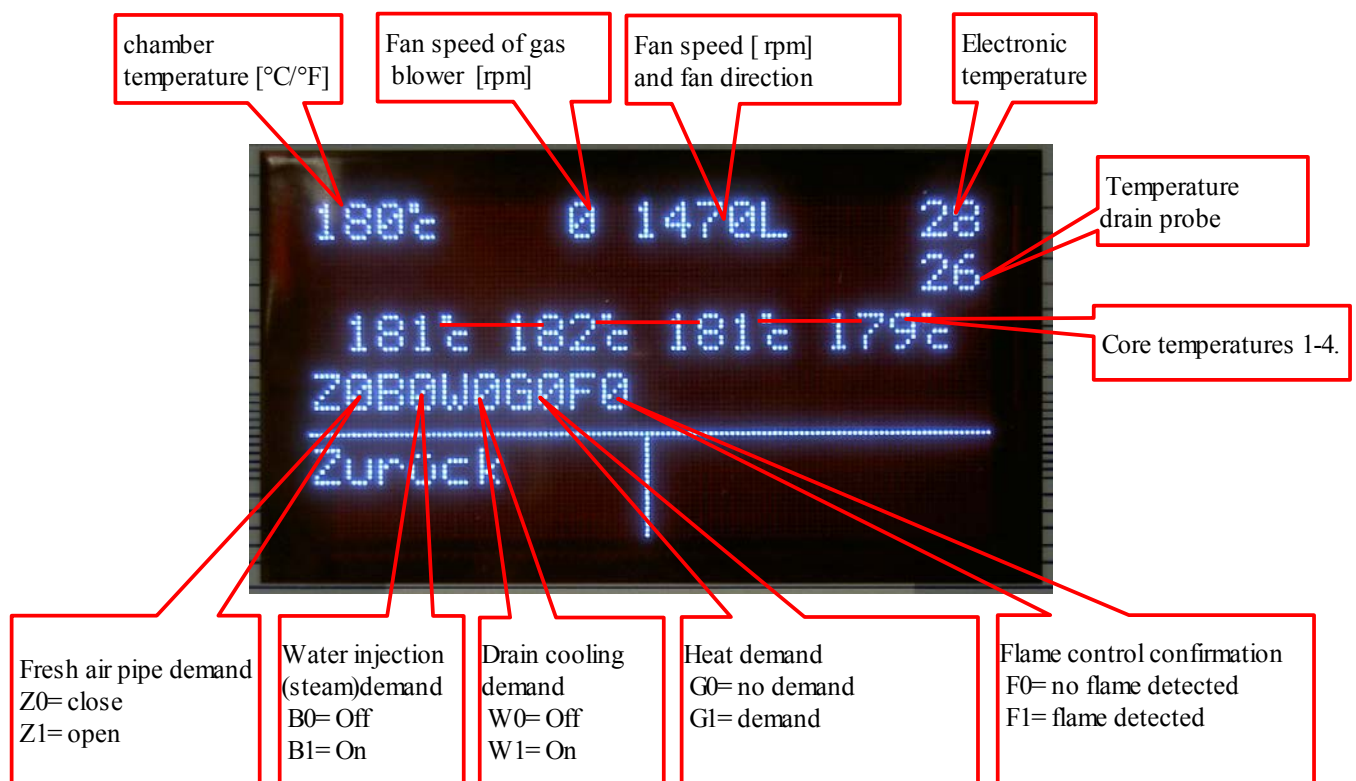 chamber
temperature [°C/°F]
Fan speed of gas
blower [rpm]
Fan speed [ rpm]
and fan direction
Electronic
temperature
Temperature
drain probe
Core temperatures 1-4.
180°c 0 1470L 28
26
181°c 182°c 181°c 179°c
Z0B0W0G0F0
Zurück
Fresh air pipe demand
Z0= close
Z1= open
Water injection
(steam)demand
B0= Off
B1= On
Drain cooling
demand
W0= Off
W1= On
Heat demand
G0= no demand
G1= demand
Flame control confirmation
F0= no flame detected
F1= flame detected